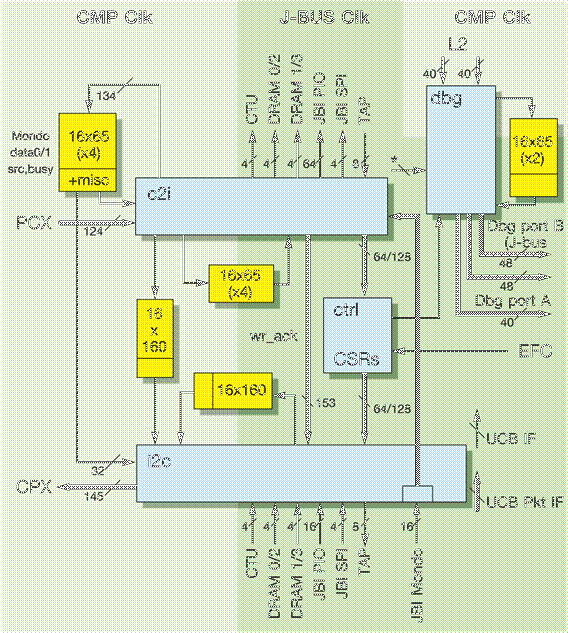 CMP Clk
J-BUS Clk
CMP Clk
L2
40
40
134
CTU
DRAM 0/2
DRAM 1/3
JBI PIO
JBI SPI
TAP
dbg
Mondo
data0/1
src,busy
16x65
(x4)
+misc
16x65
(x2)
4
4
4
64
4
8
*
c2i
PCX
124
Dbg port B
(J-bus
48
48
Dbg port A
40
64/128
16x65
(x4)
16
x
160
ctrl
CSRs
wr_ack
EFC
16x160
153
64/128
UCB IF
i2c
32
CPX
145
UCB Pkt IF
4
4
4
16
4
5
16
CTU
DRAM 0/2
DRAM 1/3
JBI PIO
JBI SPI
TAP
JBI Mondo